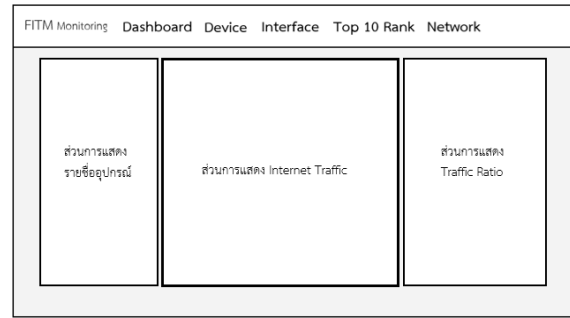 FITM Monitoring Dashboard Device Interface Top 10 Rank Network
ส่วนการแสดง
รายชื่ออุปกรณ์
ส่วนการแสดง Internet Traffic
ส่วนการแสดง
Traffic Ratio